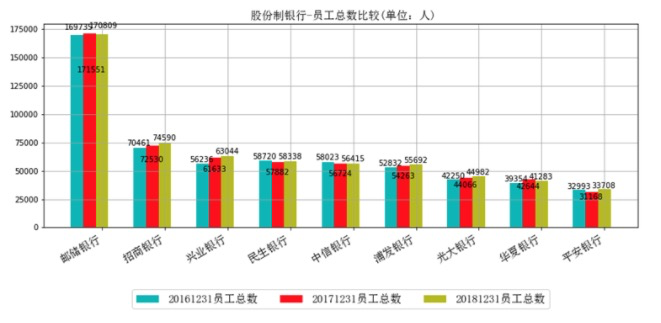 股份制银行-员工总数比较(单位：人)
175000
150000
125000
100000
75000
50000
25000
0
169735 171551 170809
70461 72530 74590
56236 61633 63044
58720 57882 58338
58023 56724 56415
52832 54263 55692
42250 44066 44982
39354 42644 41283
32993 31168 33708
邮储银行
招商银行
兴业银行
民生银行
中信银行
浦发银行
光大银行
华夏银行
平安银行
20161231员工总数 20171231员工总数 20181231员工总数